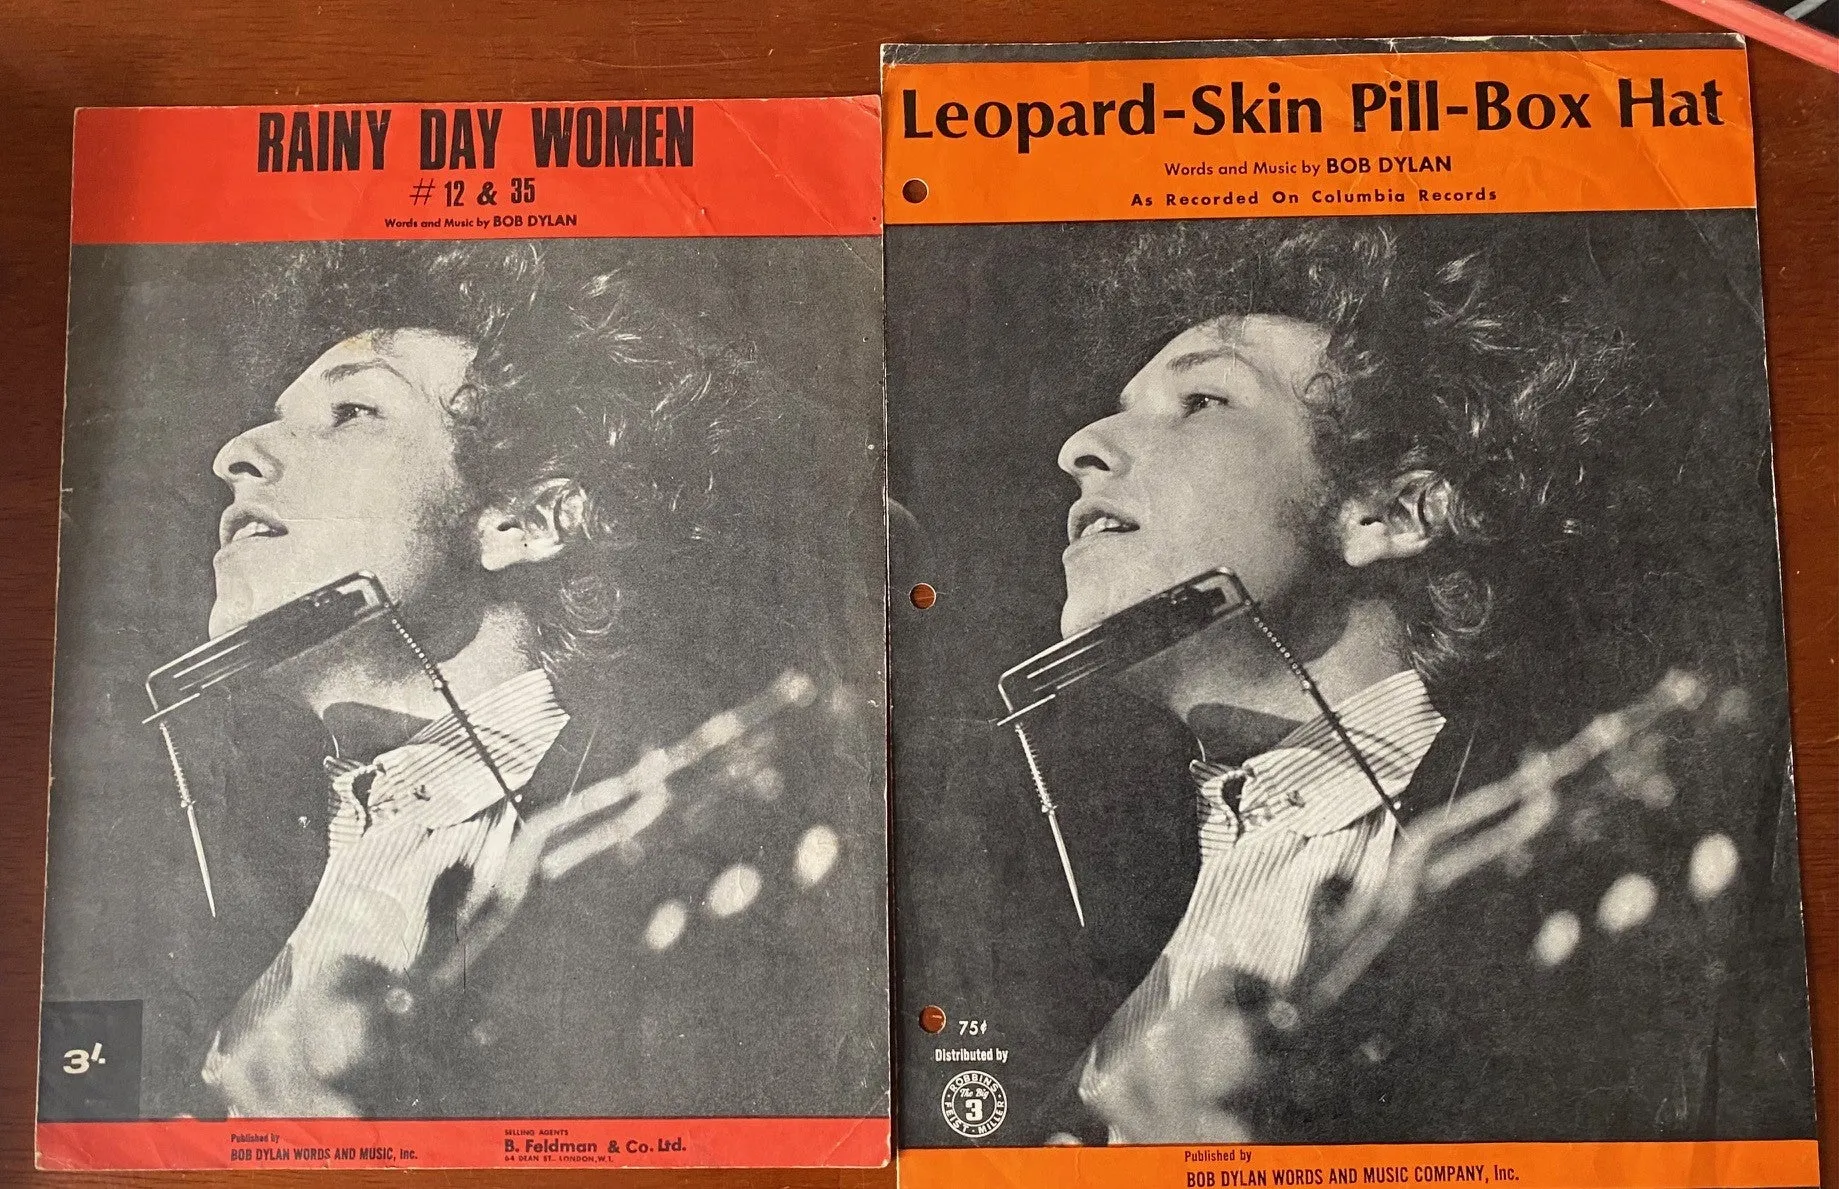 RAINY DAY WOMEN
# 12 & 35
Words and Music by BOB DYLAN
3/-
Published by
BOB DYLAN WORDS AND MUSIC, Inc.
SELLING AGENTS
B. Feldman & Co. Ltd.
64 DEAN ST., LONDON, W.1.
Leopard-Skin Pill-Box Hat
Words and Music by BOB DYLAN
As Recorded On Columbia Records
75¢
Distributed by
ROBBINS
The Big
3
FEIST · MILLER
Published by
BOB DYLAN WORDS AND MUSIC COMPANY, Inc.